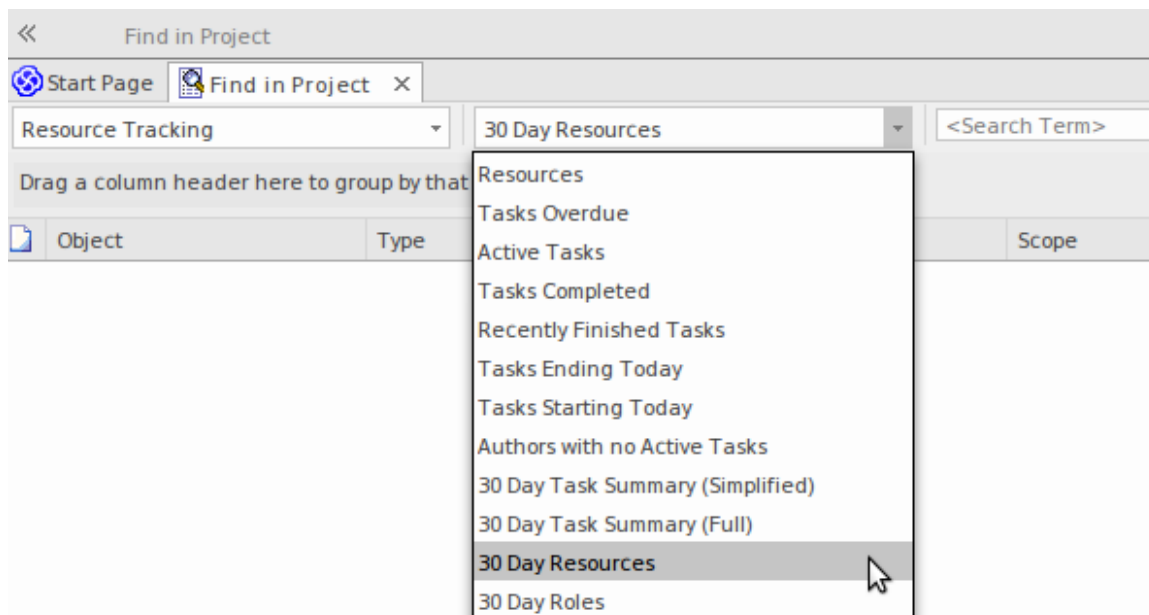 Find in Project
Start Page Find in Project
Resource Tracking 30 Day Resources <Search Term>
Drag a column header here to group by that
Object Type Scope
Resources
Tasks Overdue
Active Tasks
Tasks Completed
Recently Finished Tasks
Tasks Ending Today
Tasks Starting Today
Authors with no Active Tasks
30 Day Task Summary (Simplified)
30 Day Task Summary (Full)
30 Day Resources
30 Day Roles